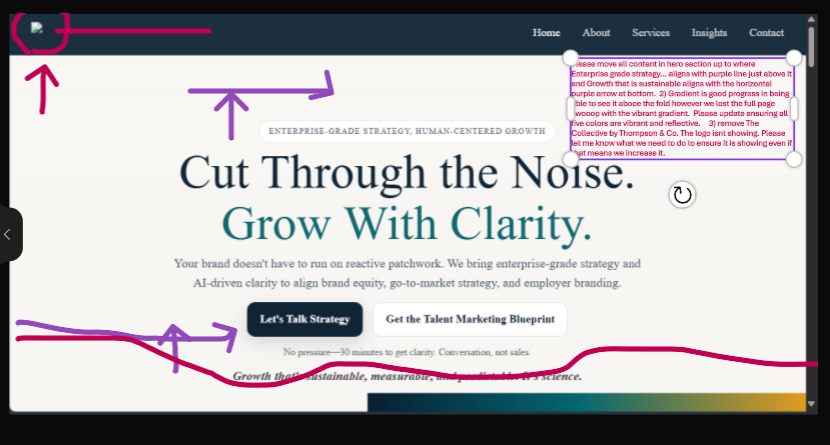 Home About Services Insights Contact
Please move all content in hero section up to where
Enterprise grade strategy... aligns with purple line just above it
and Growth that is sustainable aligns with the horizontal
purple arrow at bottom. 2) Gradient is good progress in being
able to see it aboce the fold however we lost the full page
swooop with the vibrant gradient. Please update ensuring all
five colors are vibrant and reflective. 3) remove The
Collective by Thompson & Co. The logo isnt showing. Please
let me know what we need to do to ensure it is showing even if
that means we increase it.
ENTERPRISE-GRADE STRATEGY, HUMAN-CENTERED GROWTH
Cut Through the Noise.
Grow With Clarity.
Your brand doesn't have to run on reactive patchwork. We bring enterprise-grade strategy and
AI-driven clarity to align brand equity, go-to-market strategy, and employer branding.
Let's Talk Strategy Get the Talent Marketing Blueprint
No pressure—30 minutes to get clarity. Conversation, not sales.
Growth that's sustainable, measurable, and predictable. It's science.